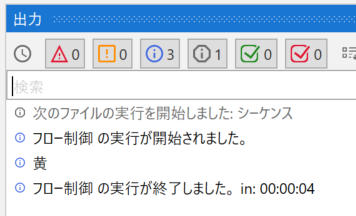 出力
0 0 3 1 0 0
検索
次のファイルの実行を開始しました: シーケンス
フロー制御 の実行が開始されました。
黄
フロー制御 の実行が終了しました。in: 00:00:04